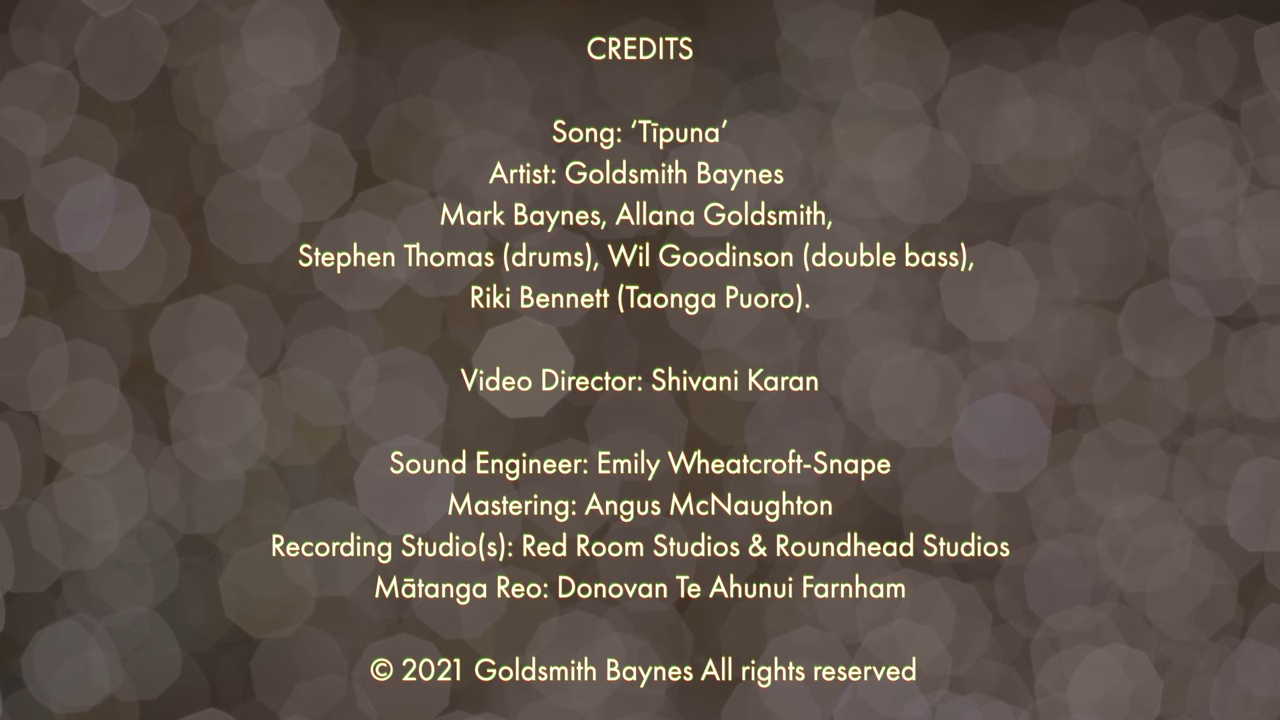 CREDITS
Song: ‘Tīpuna’
Artist: Goldsmith Baynes
Mark Baynes, Allana Goldsmith,
Stephen Thomas (drums), Wil Goodinson (double bass),
Riki Bennett (Taonga Puoro).
Video Director: Shivani Karan
Sound Engineer: Emily Wheatcroft-Snape
Mastering: Angus McNaughton
Recording Studio(s): Red Room Studios & Roundhead Studios
Mātanga Reo: Donovan Te Ahunui Farnham
© 2021 Goldsmith Baynes All rights reserved